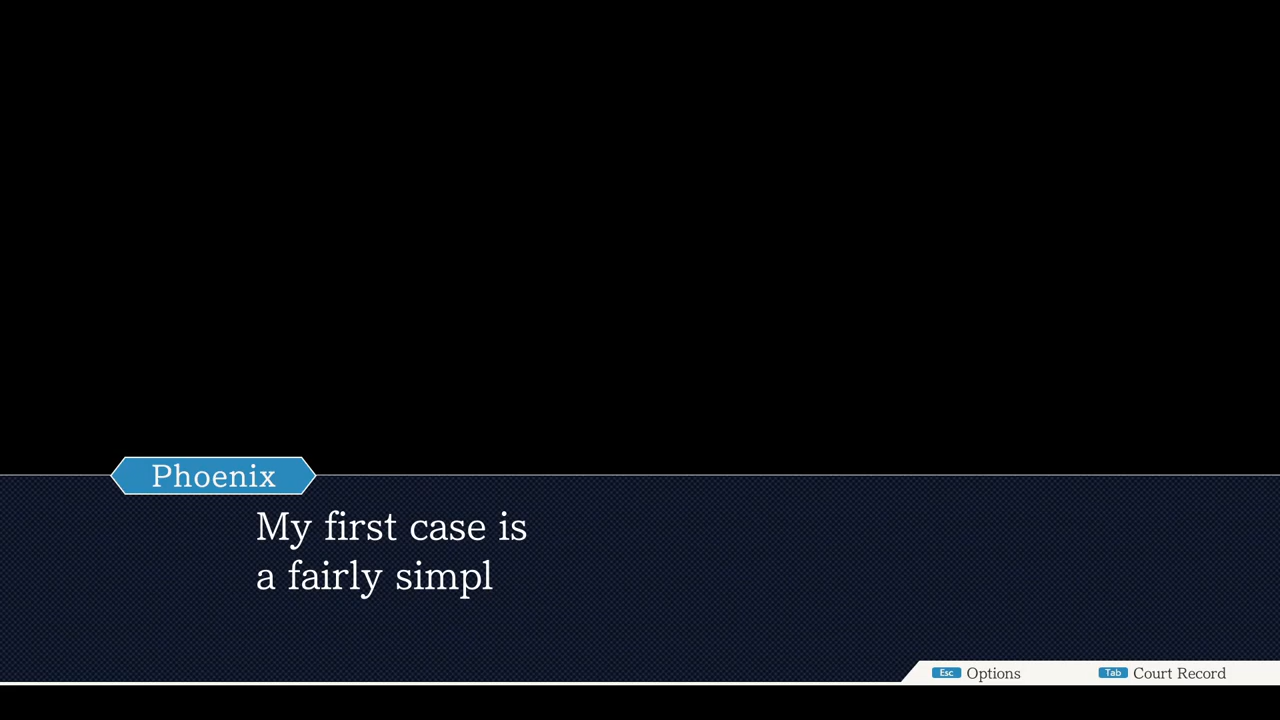 Phoenix
My first case is
a fairly simpl
Esc Options Tab Court Record